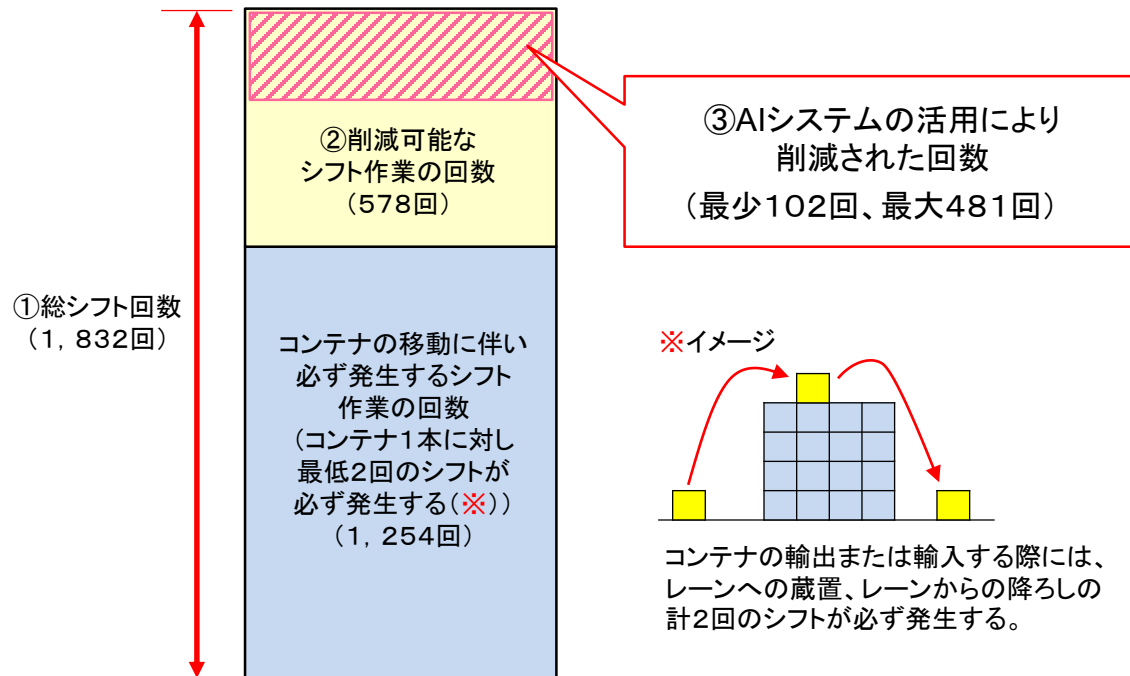 ①総シフト回数
(1,832回)
②削減可能な
シフト作業の回数
(578回)
コンテナの移動に伴い
必ず発生するシフト
作業の回数
(コンテナ1本に対し
最低2回のシフトが
必ず発生する(※))
(1,254回)
③AIシステムの活用により
削減された回数
(最少102回、最大481回)
※イメージ
コンテナの輸出または輸入する際には、
レーンへの蔵置、レーンからの降ろしの
計2回のシフトが必ず発生する。